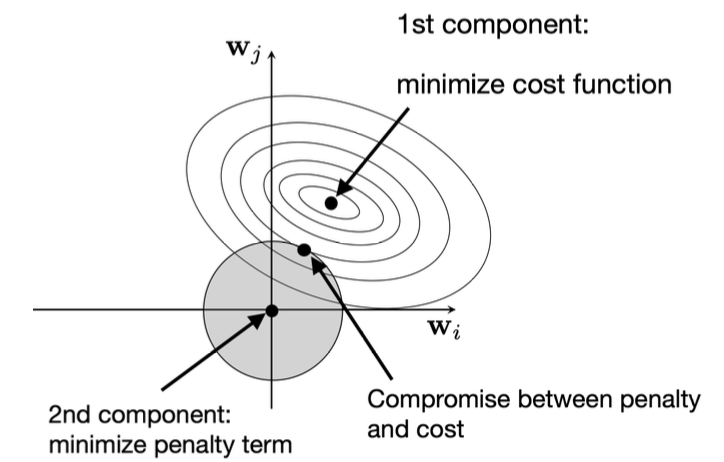 1st component:
minimize cost function
w_j
w_i
Compromise between penalty
and cost
2nd component:
minimize penalty term